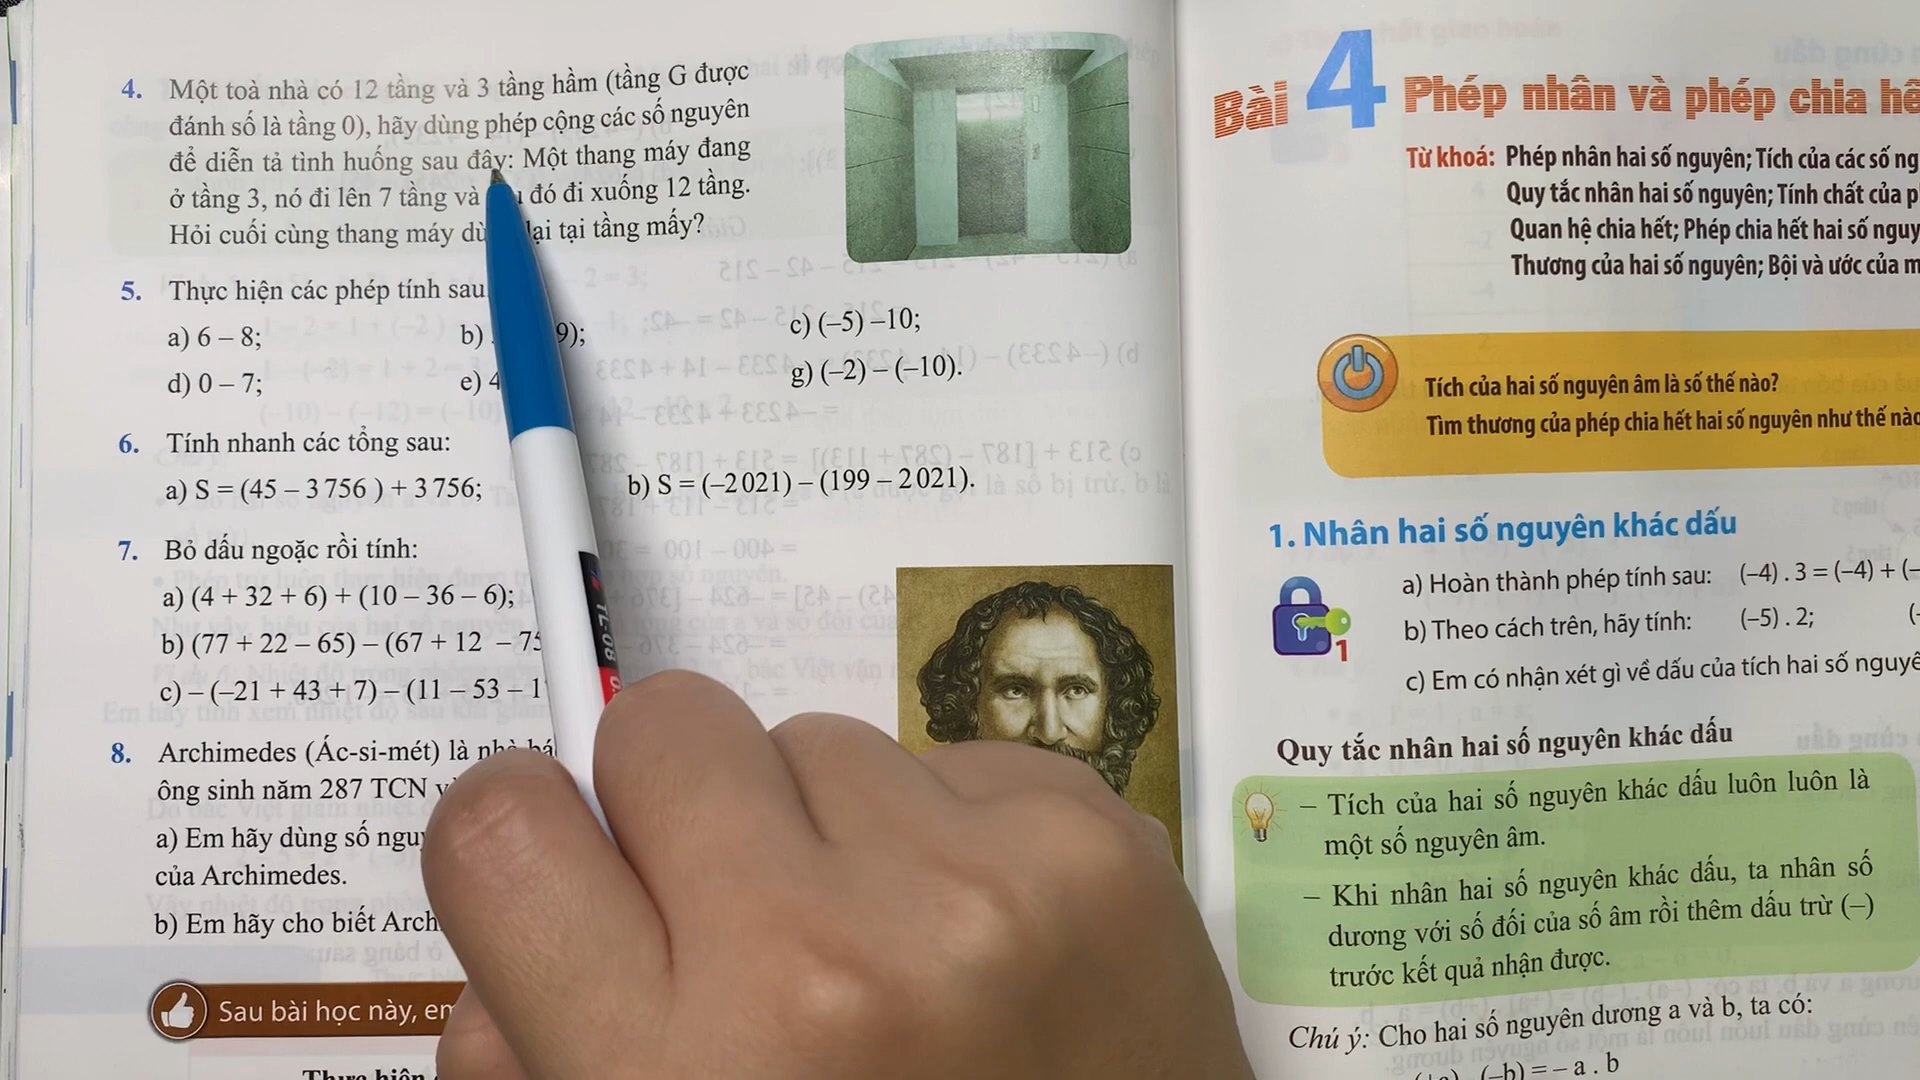 4. Một toà nhà có 12 tầng và 3 tầng hầm (tầng G được
đánh số là tầng 0), hãy dùng phép cộng các số nguyên
để diễn tả tình huống sau đây: Một thang máy đang
ở tầng 3, nó đi lên 7 tầng và đó đi xuống 12 tầng.
Hỏi cuối cùng thang máy lại tại tầng mấy?
5. Thực hiện các phép tính sau
a) 6 – 8;
b) 9);
c) (–5) –10;
d) 0 – 7;
e) 4
g) (–2) – (–10).
6. Tính nhanh các tổng sau:
a) S = (45 – 3 756 ) + 3 756;
b) S = (–2 021) – (199 – 2 021).
7. Bỏ dấu ngoặc rồi tính:
a) (4 + 32 + 6) + (10 – 36 – 6);
b) (77 + 22 – 65) – (67 + 12 – 75
c) – (–21 + 43 + 7) – (11 – 53 – 1
8. Archimedes (Ác-si-mét) là nhà bá
ông sinh năm 287 TCN v
a) Em hãy dùng số nguy
của Archimedes.
b) Em hãy cho biết Arch
Sau bài học này, em
Thực hiện
TL-08
Bài 4 Phép nhân và phép chia hế
Từ khoá: Phép nhân hai số nguyên; Tích của các số ng
Quy tắc nhân hai số nguyên; Tính chất của p
Quan hệ chia hết; Phép chia hết hai số nguy
Thương của hai số nguyên; Bội và ước của m
Tích của hai số nguyên âm là số thế nào?
Tìm thương của phép chia hết hai số nguyên như thế nào
1. Nhân hai số nguyên khác dấu
1
a) Hoàn thành phép tính sau: (–4) . 3 = (–4) + (–
b) Theo cách trên, hãy tính: (–5) . 2; (-
c) Em có nhận xét gì về dấu của tích hai số nguyê
Quy tắc nhân hai số nguyên khác dấu
– Tích của hai số nguyên khác dấu luôn luôn là
một số nguyên âm.
– Khi nhân hai số nguyên khác dấu, ta nhân số
dương với số đối của số âm rồi thêm dấu trừ (–)
trước kết quả nhận được.
Chú ý: Cho hai số nguyên dương a và b, ta có:
(+a) . (–b) = – a . b